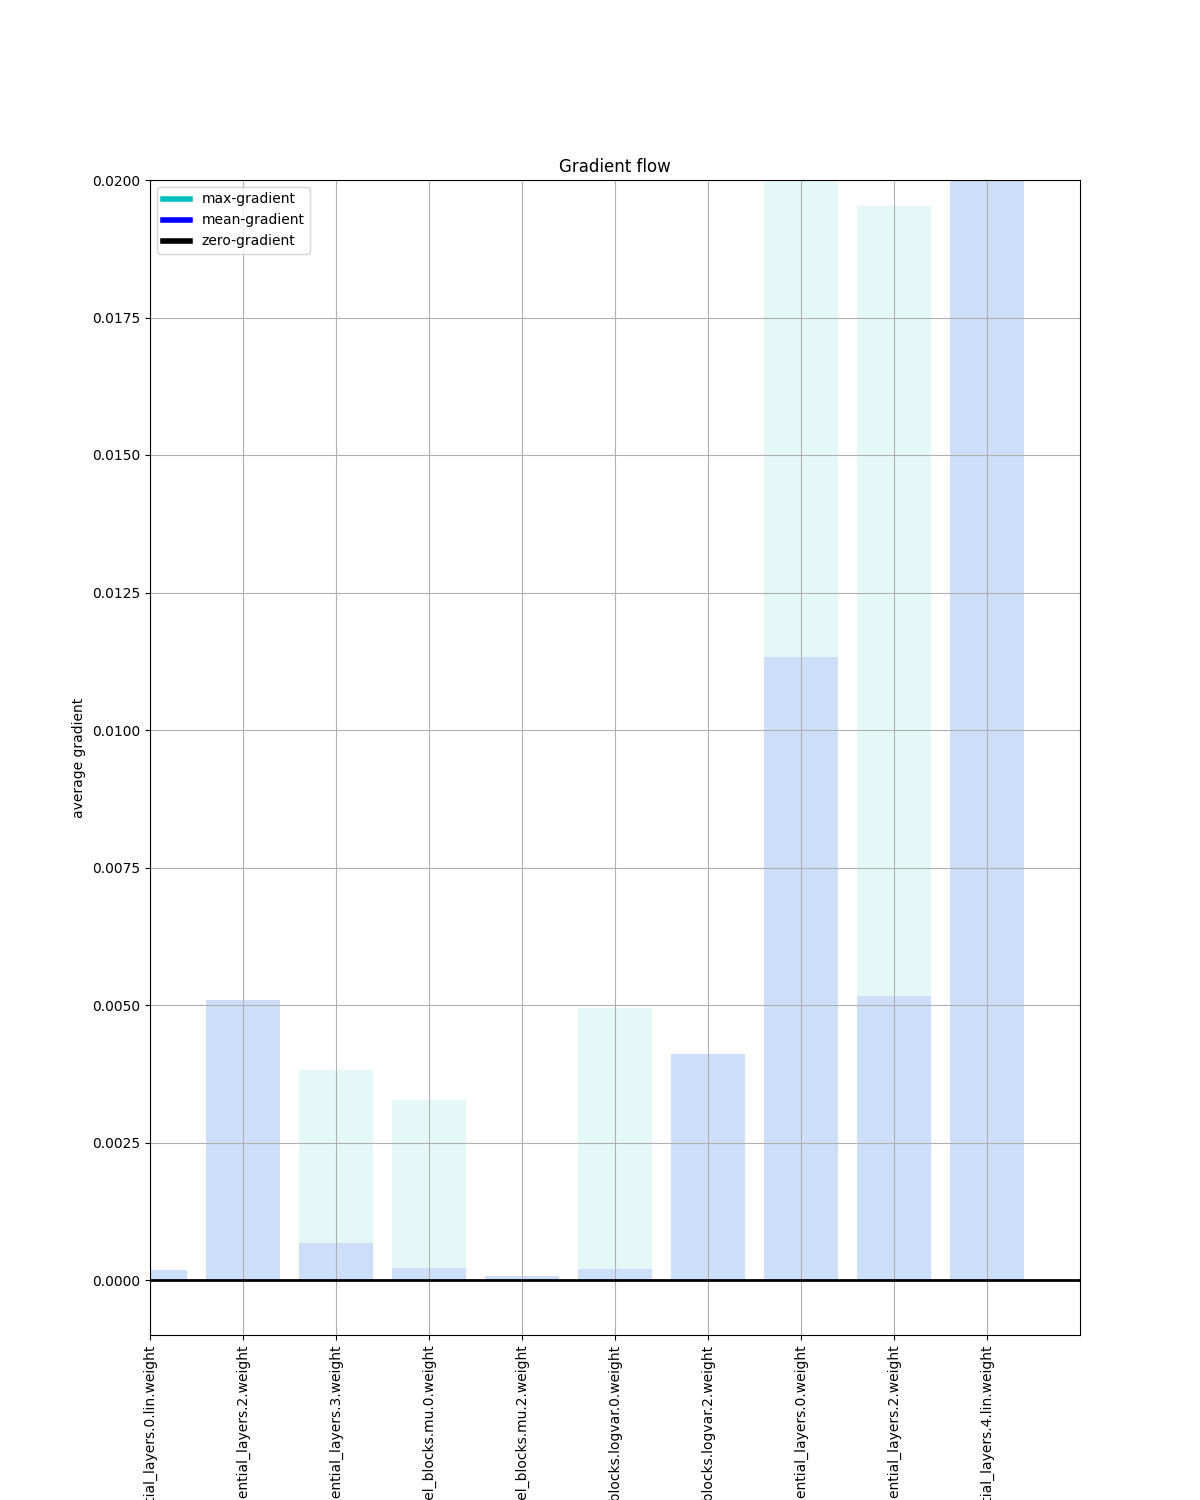 Gradient flow
max-gradient
mean-gradient
zero-gradient
0.0200
0.0175
0.0150
0.0125
0.0100
0.0075
0.0050
0.0025
0.0000
average gradient
tial_layers.0.lin.weight
ential_layers.2.weight
ential_layers.3.weight
el_blocks.mu.0.weight
el_blocks.mu.2.weight
blocks.logvar.0.weight
blocks.logvar.2.weight
ential_layers.0.weight
ential_layers.2.weight
tial_layers.4.lin.weight